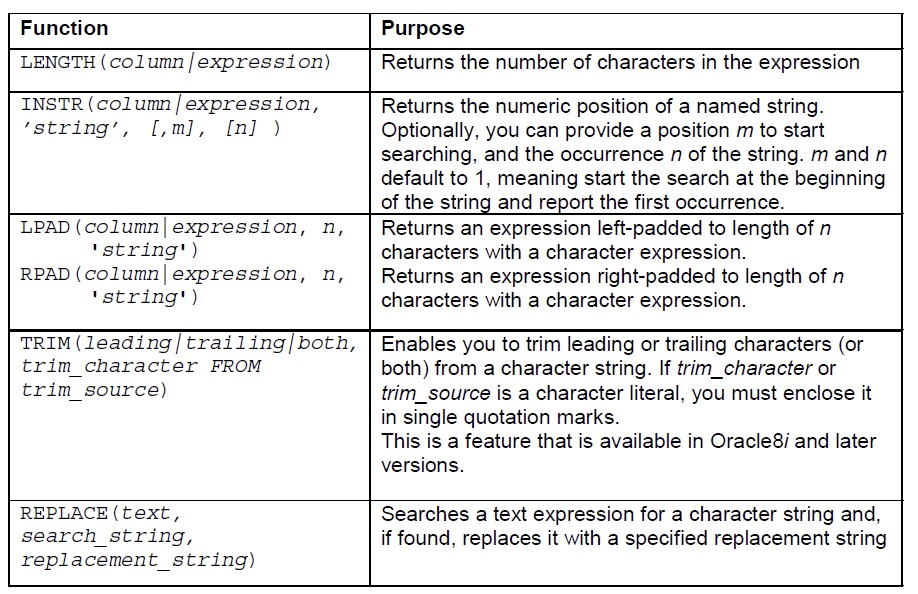 Function
Purpose
LENGTH(column|expression)
Returns the number of characters in the expression
INSTR(column|expression,
’string’, [,m], [n] )
Returns the numeric position of a named string.
Optionally, you can provide a position m to start
searching, and the occurrence n of the string. m and n
default to 1, meaning start the search at the beginning
of the string and report the first occurrence.
LPAD(column|expression, n,
'string')
RPAD(column|expression, n,
'string')
Returns an expression left-padded to length of n
characters with a character expression.
Returns an expression right-padded to length of n
characters with a character expression.
TRIM(leading|trailing|both,
trim_character FROM
trim_source)
Enables you to trim leading or trailing characters (or
both) from a character string. If trim_character or
trim_source is a character literal, you must enclose it
in single quotation marks.
This is a feature that is available in Oracle8i and later
versions.
REPLACE(text,
search_string,
replacement_string)
Searches a text expression for a character string and,
if found, replaces it with a specified replacement string